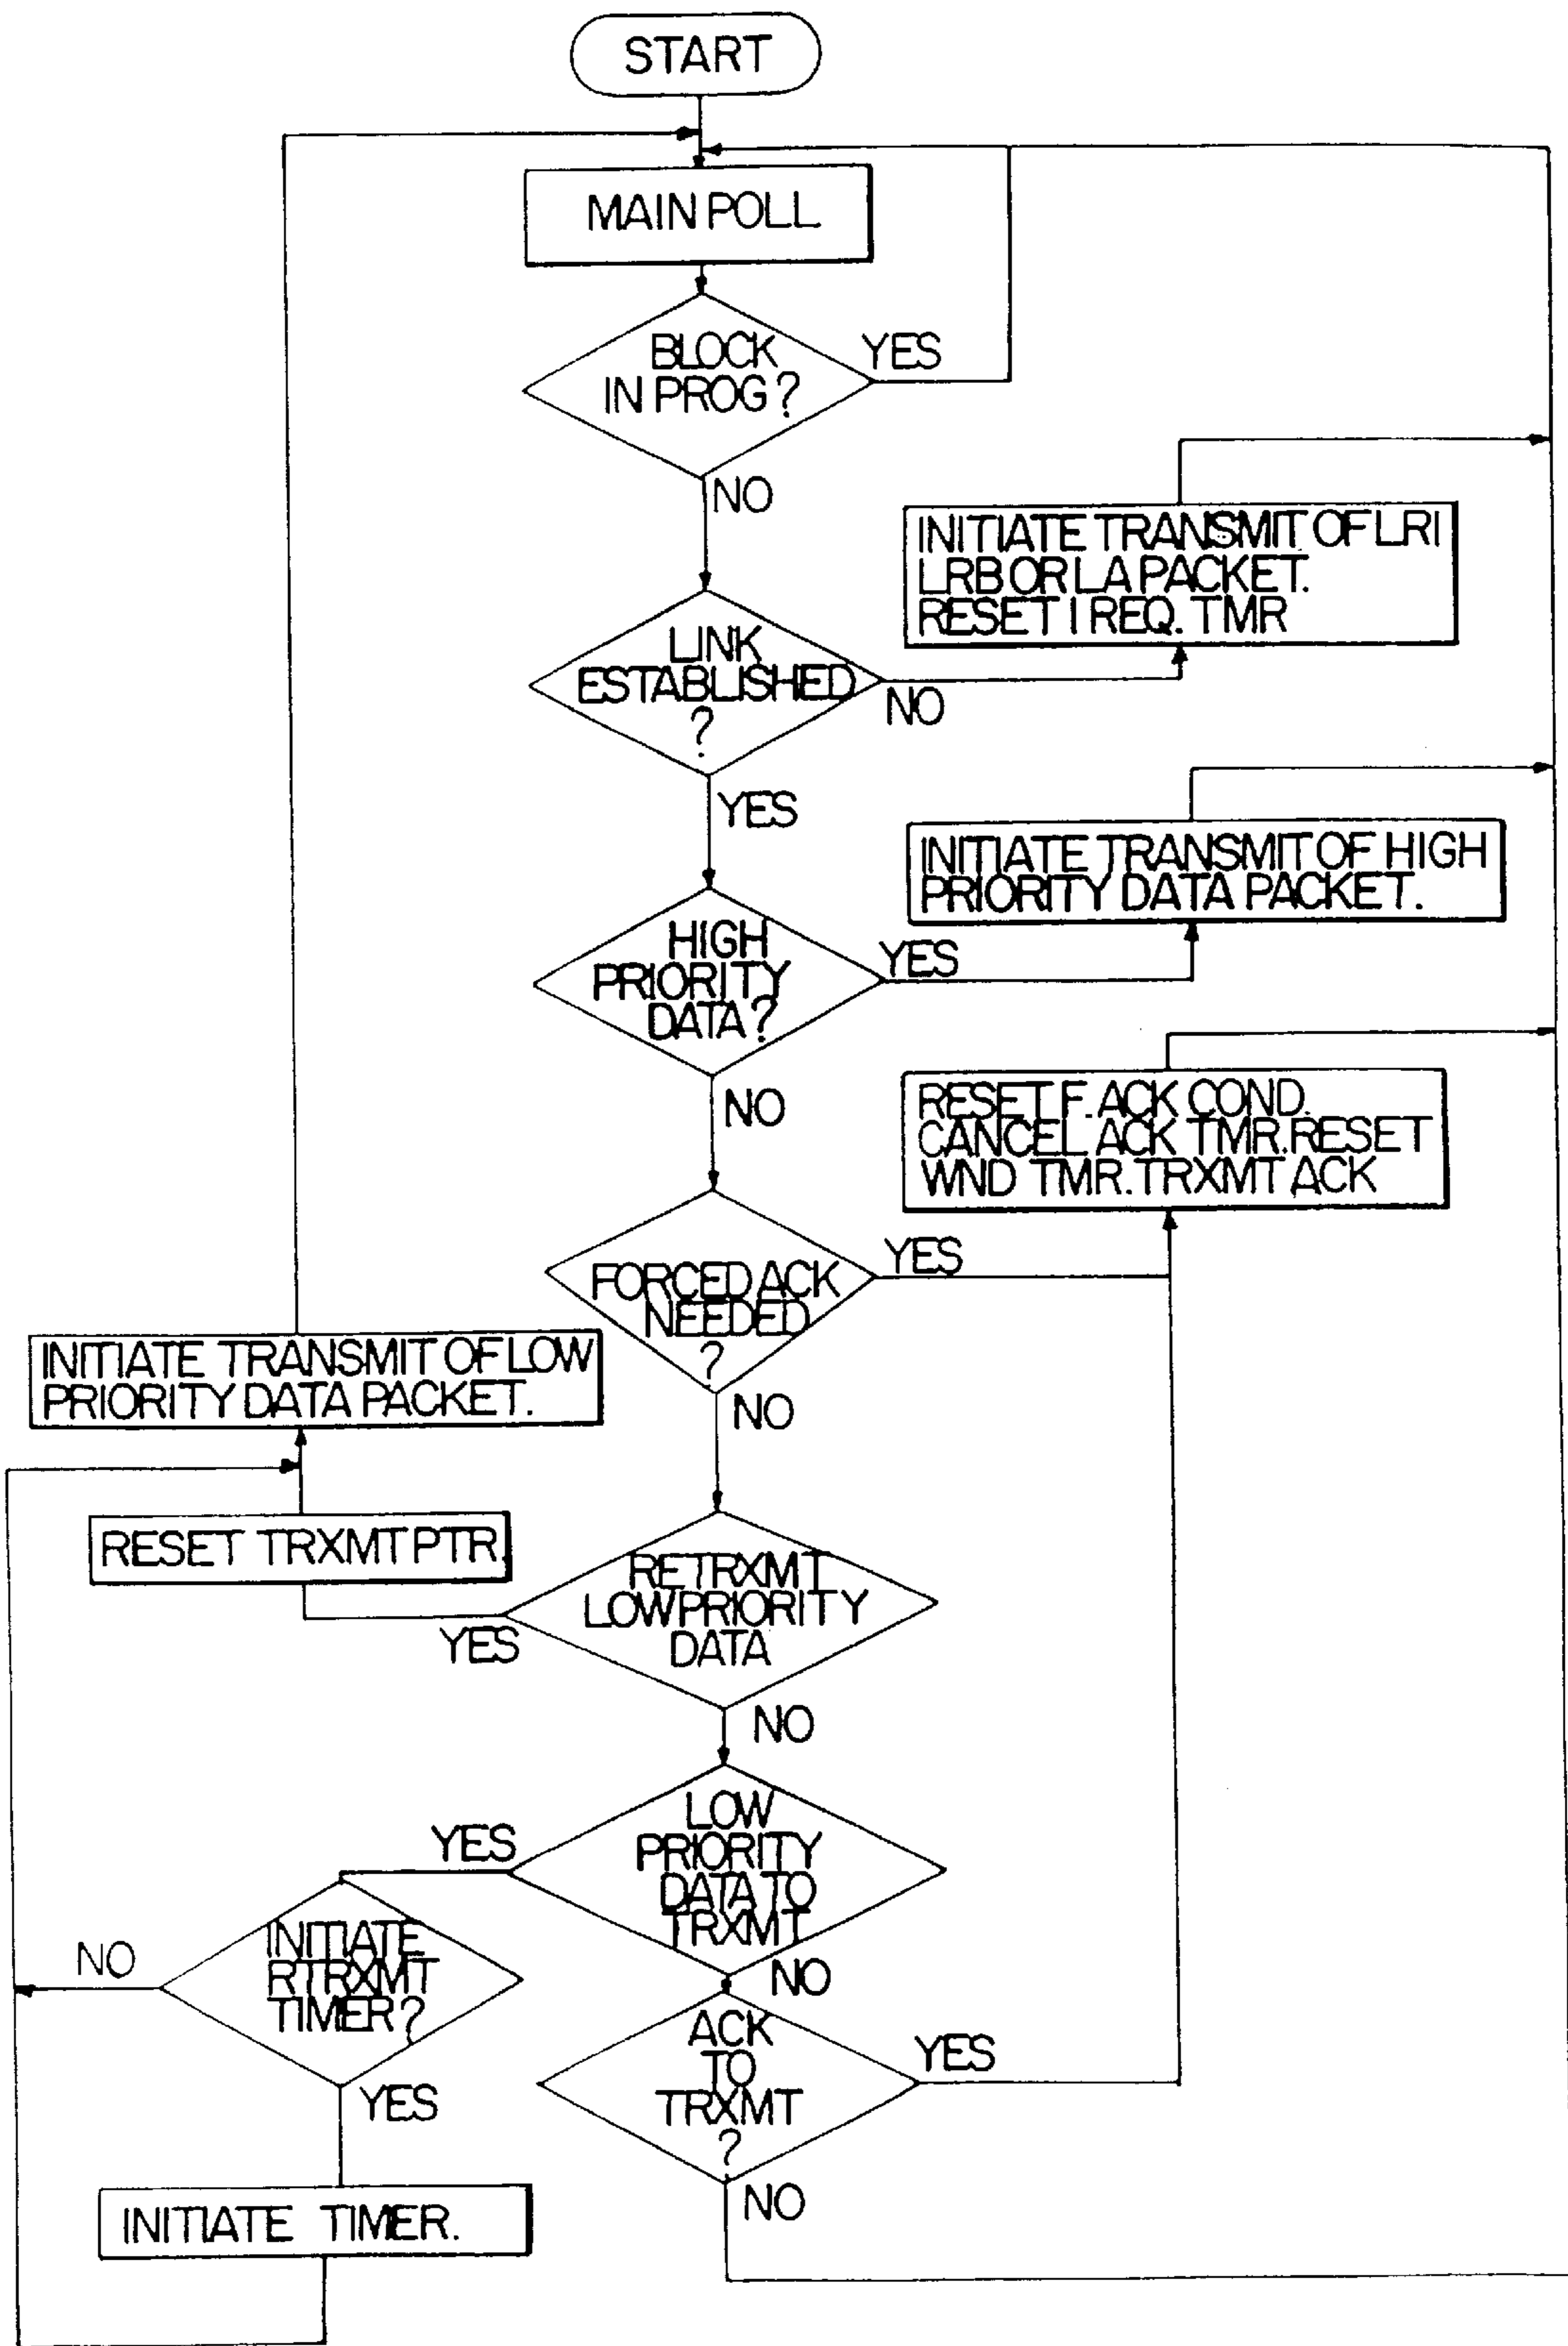 START
MAIN POLL
BLOCK
IN PROG?
YES
NO
INITIATE TRANSMIT OF LRI
LRB OR LA PACKET.
RESET I REQ. TMR
LINK
ESTABLISHED
?
NO
YES
INITIATE TRANSMIT OF HIGH
PRIORITY DATA PACKET.
HIGH
PRIORITY
DATA?
YES
NO
RESET F. ACK COND.
CANCEL ACK TMR. RESET
WND TMR. TRXMT ACK
FORCED ACK
NEEDED
?
YES
NO
INITIATE TRANSMIT OF LOW
PRIORITY DATA PACKET.
RESET TRXMT PTR.
RETRXMT
LOW PRIORITY
DATA
YES
NO
LOW
PRIORITY
DATA TO
TRXMT
YES
NO
INITIATE
RTRXMT
TIMER?
NO
YES
ACK
TO
TRXMT
?
YES
NO
INITIATE TIMER.